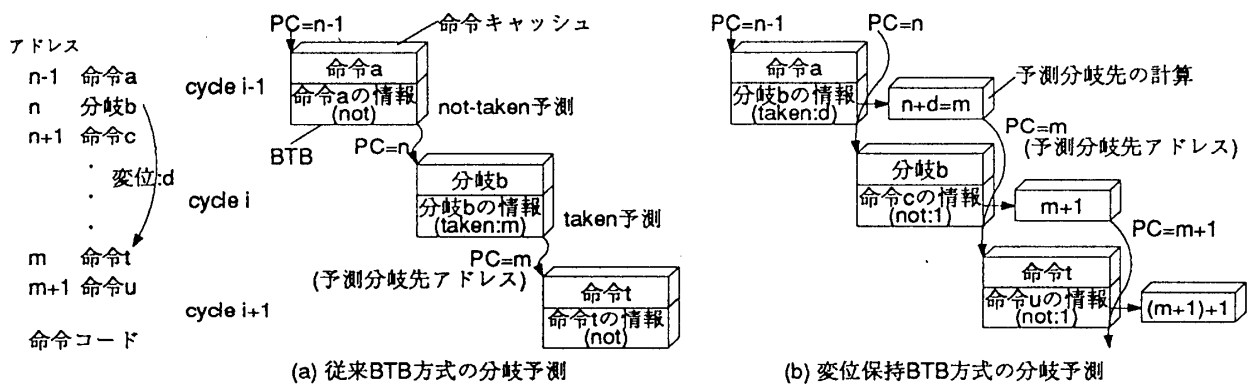 アドレス
n-1 命令a
n 分岐b
n+1 命令c
変位:d
m 命令t
m+1 命令u
命令コード
cycle i-1
cycle i
cycle i+1
PC=n-1
命令キャッシュ
命令a
命令aの情報
(not)
not-taken予測
BTB
PC=n
分岐b
分岐bの情報
(taken:m)
taken予測
PC=m
(予測分岐先アドレス)
命令t
命令tの情報
(not)
(a) 従来BTB方式の分岐予測
PC=n-1
PC=n
命令a
分岐bの情報
(taken:d)
n+d=m
予測分岐先の計算
PC=m
(予測分岐先アドレス)
分岐b
命令cの情報
(not:1)
m+1
PC=m+1
命令t
命令uの情報
(not:1)
(m+1)+1
(b) 変位保持BTB方式の分岐予測